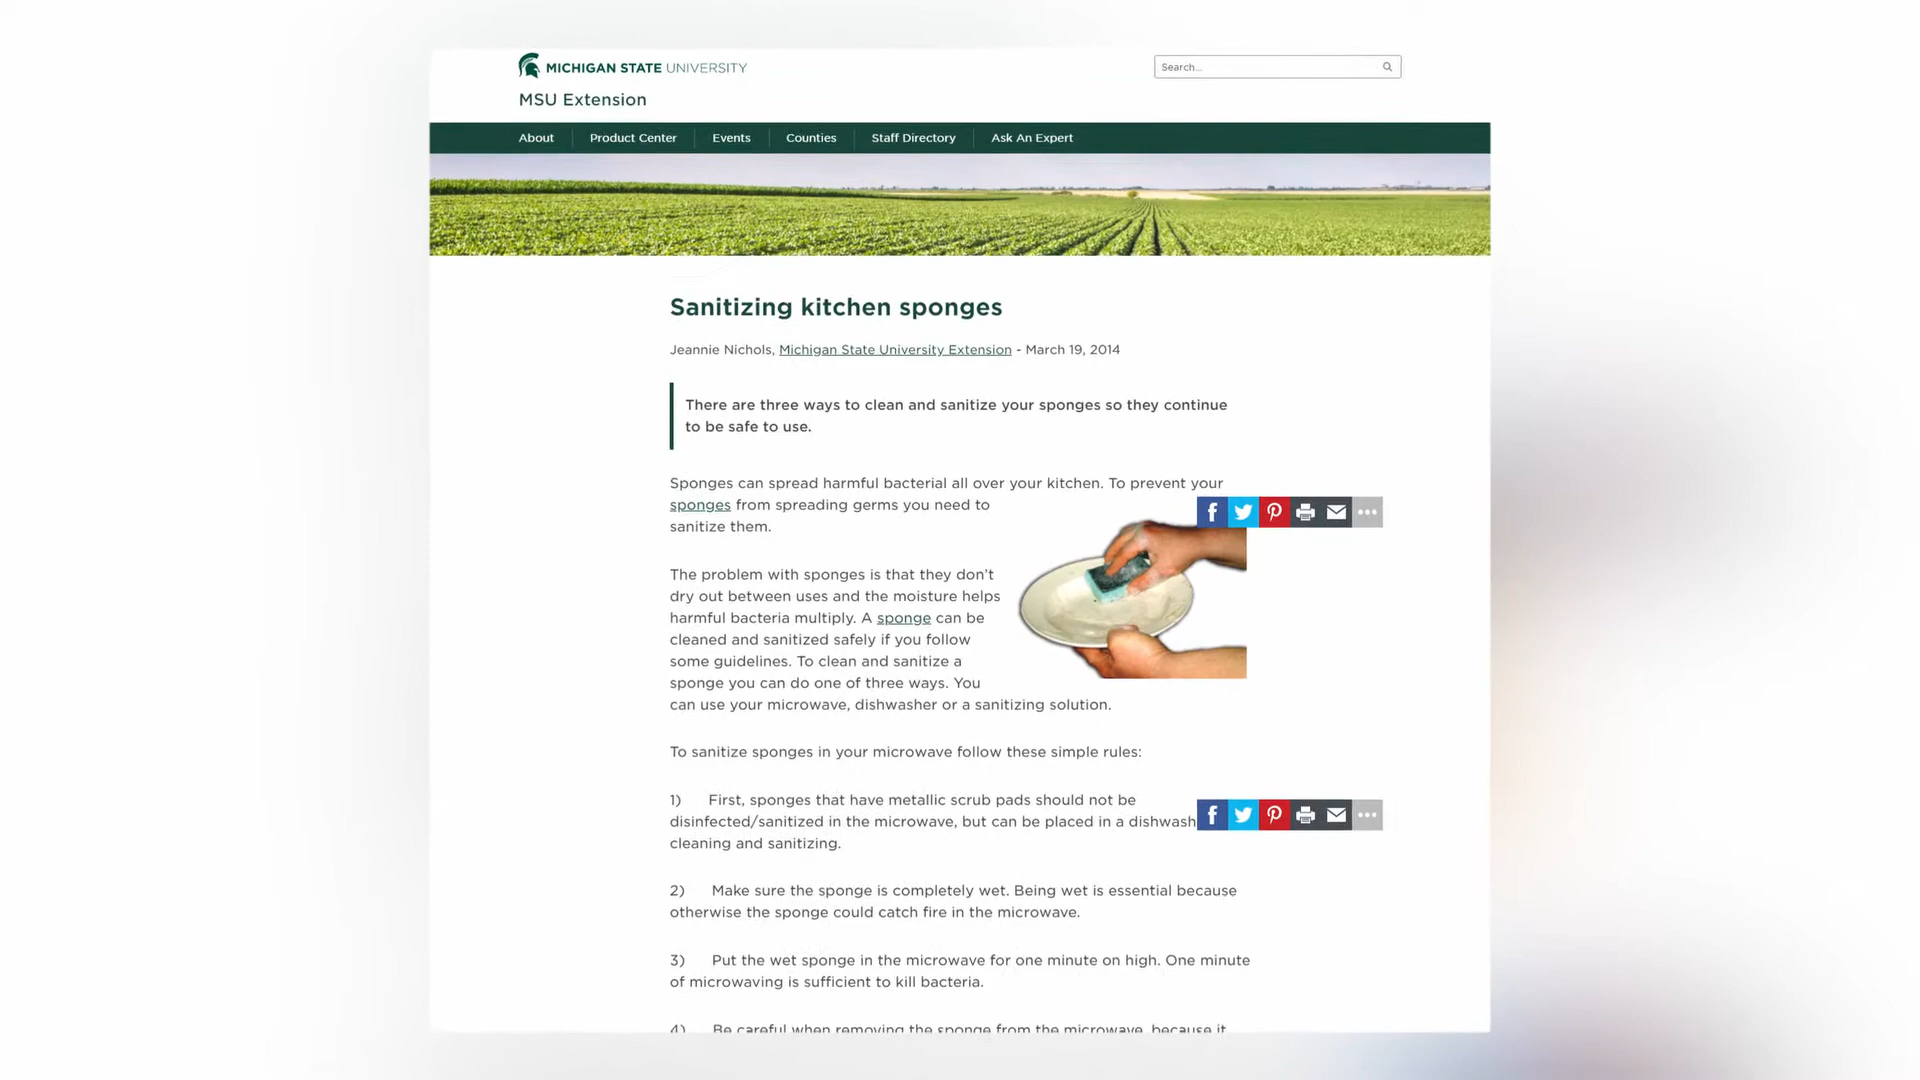 MICHIGAN STATE UNIVERSITY
Search...
MSU Extension
About Product Center Events Counties Staff Directory Ask An Expert
Sanitizing kitchen sponges
Jeannie Nichols, Michigan State University Extension - March 19, 2014
There are three ways to clean and sanitize your sponges so they continue
to be safe to use.
Sponges can spread harmful bacterial all over your kitchen. To prevent your
sponges from spreading germs you need to
sanitize them.
The problem with sponges is that they don’t
dry out between uses and the moisture helps
harmful bacteria multiply. A sponge can be
cleaned and sanitized safely if you follow
some guidelines. To clean and sanitize a
sponge you can do one of three ways. You
can use your microwave, dishwasher or a sanitizing solution.
To sanitize sponges in your microwave follow these simple rules:
1) First, sponges that have metallic scrub pads should not be
disinfected/sanitized in the microwave, but can be placed in a dishwash
cleaning and sanitizing.
2) Make sure the sponge is completely wet. Being wet is essential because
otherwise the sponge could catch fire in the microwave.
3) Put the wet sponge in the microwave for one minute on high. One minute
of microwaving is sufficient to kill bacteria.
4) Be careful when removing the sponge from the microwave, because it